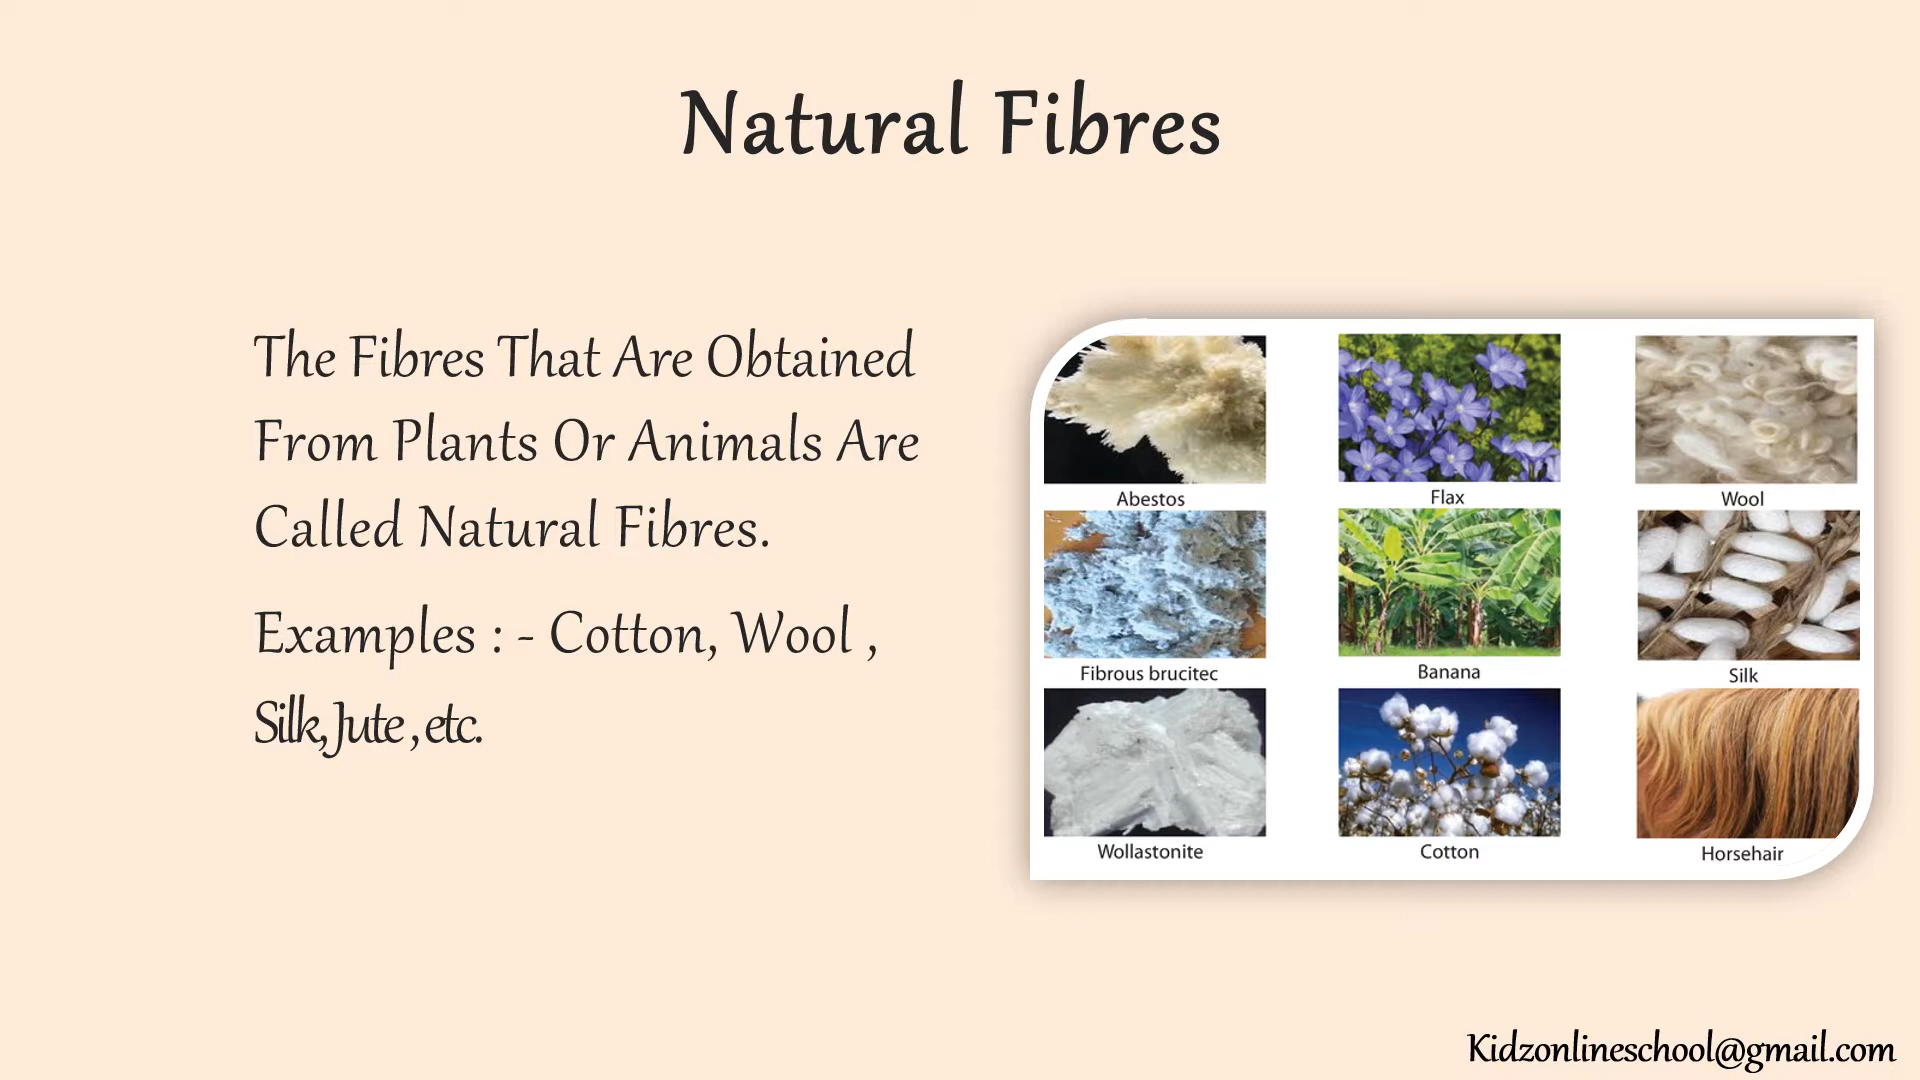 Natural Fibres
The Fibres That Are Obtained
From Plants Or Animals Are
Called Natural Fibres.
Examples : - Cotton, Wool ,
Silk, Jute , etc.
Abestos
Flax
Wool
Fibrous brucitec
Banana
Silk
Wollastonite
Cotton
Horsehair
Kidzonlineschool@gmail.com